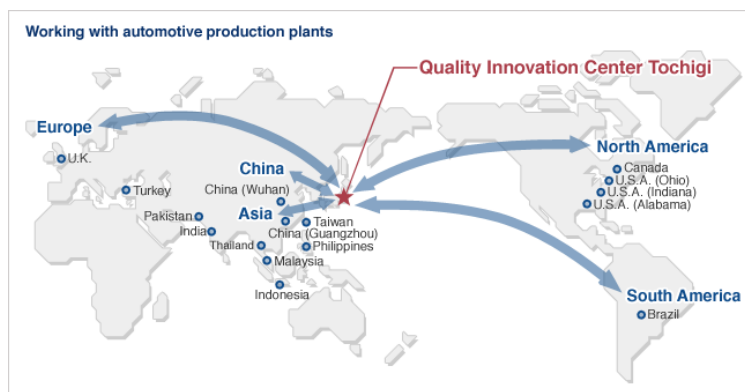 Working with automotive production plants
Quality Innovation Center Tochigi
Europe
U.K.
Turkey
China
China (Wuhan)
Asia
Pakistan
India
Thailand
Taiwan
China (Guangzhou)
Philippines
Malaysia
Indonesia
North America
Canada
U.S.A. (Ohio)
U.S.A. (Indiana)
U.S.A. (Alabama)
South America
Brazil